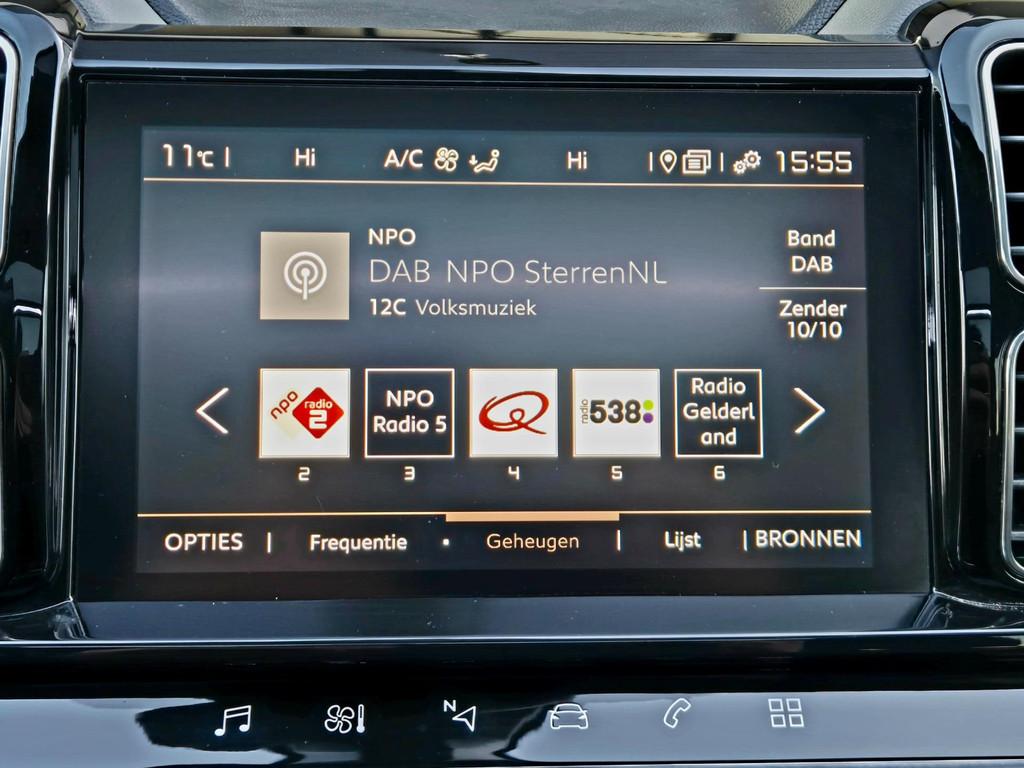 11°C | Hi A/C Hi 15:55
NPO
DAB NPO SterrenNL
12C Volksmuziek
Band
DAB
Zender
10/10
npo radio 2
NPO
Radio 5
Q
radio 538
Radio
Gelderl
and
2 3 4 5 6
OPTIES | Frequentie · Geheugen | Lijst | BRONNEN
N